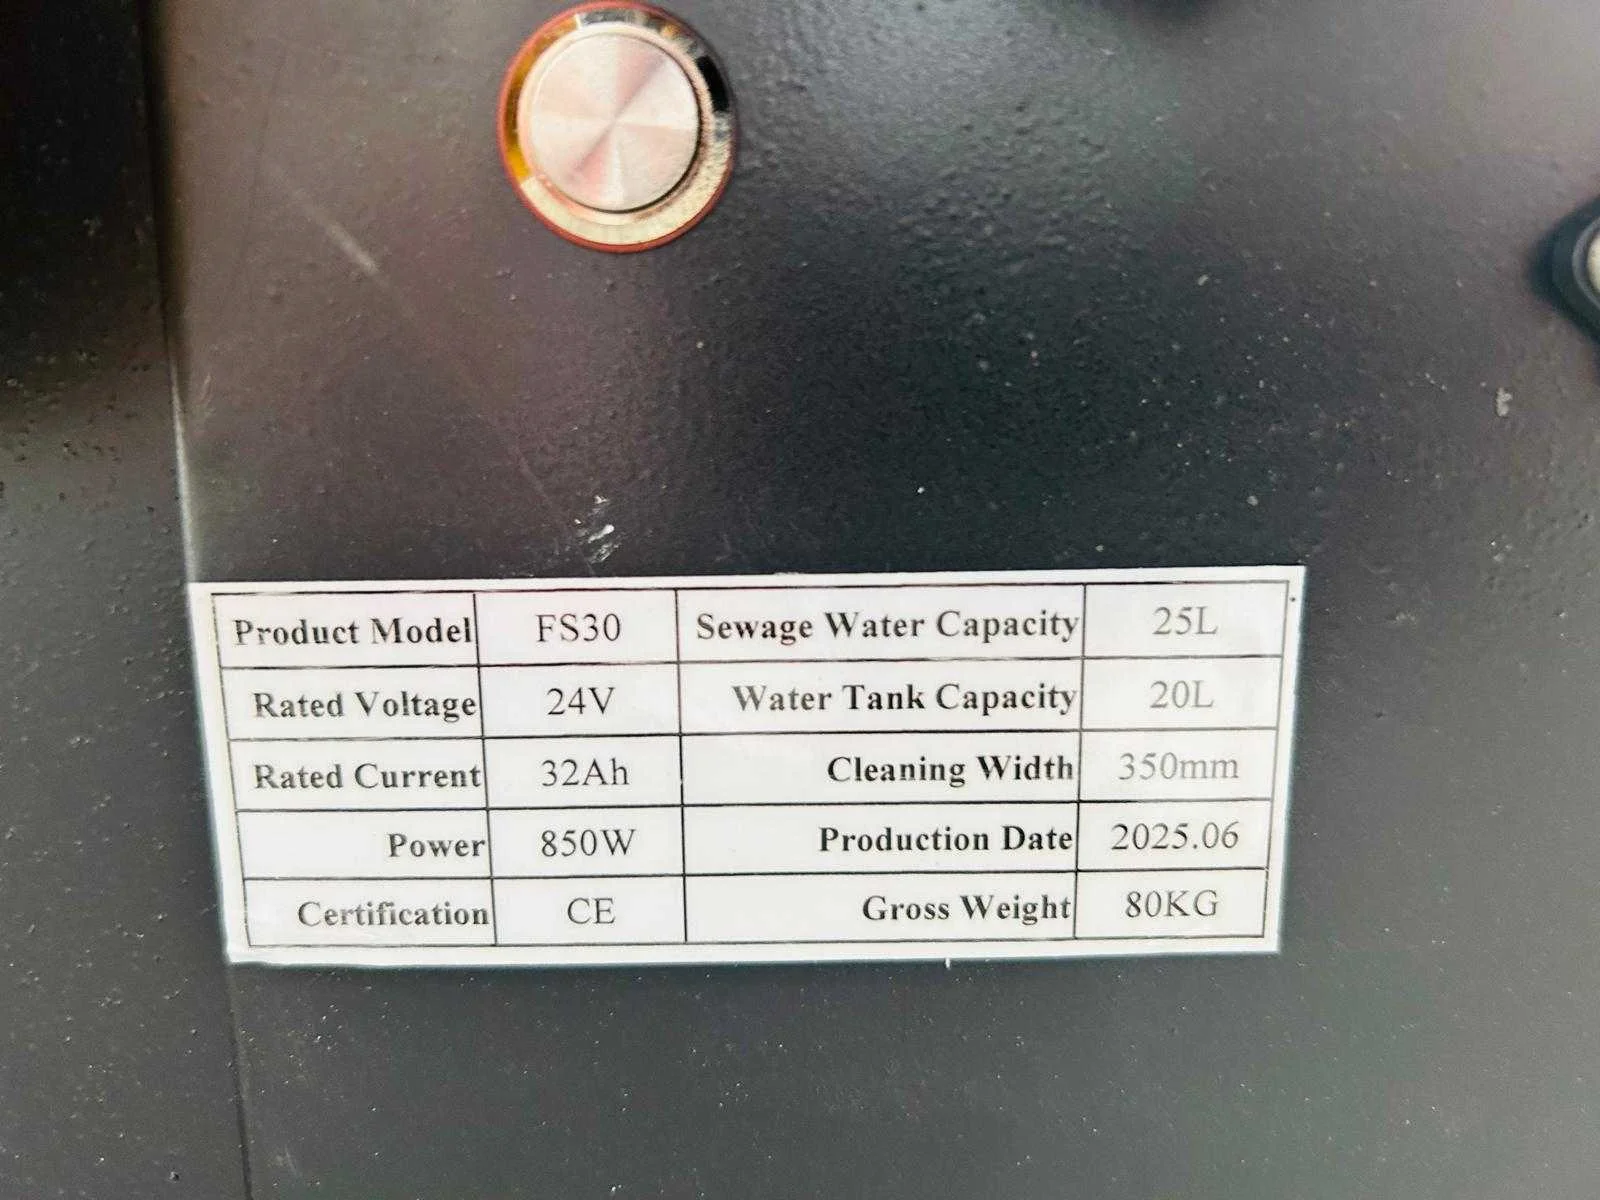 Product Model FS30 Sewage Water Capacity 25L
Rated Voltage 24V Water Tank Capacity 20L
Rated Current 32Ah Cleaning Width 350mm
Power 850W Production Date 2025.06
Certification CE Gross Weight 80KG